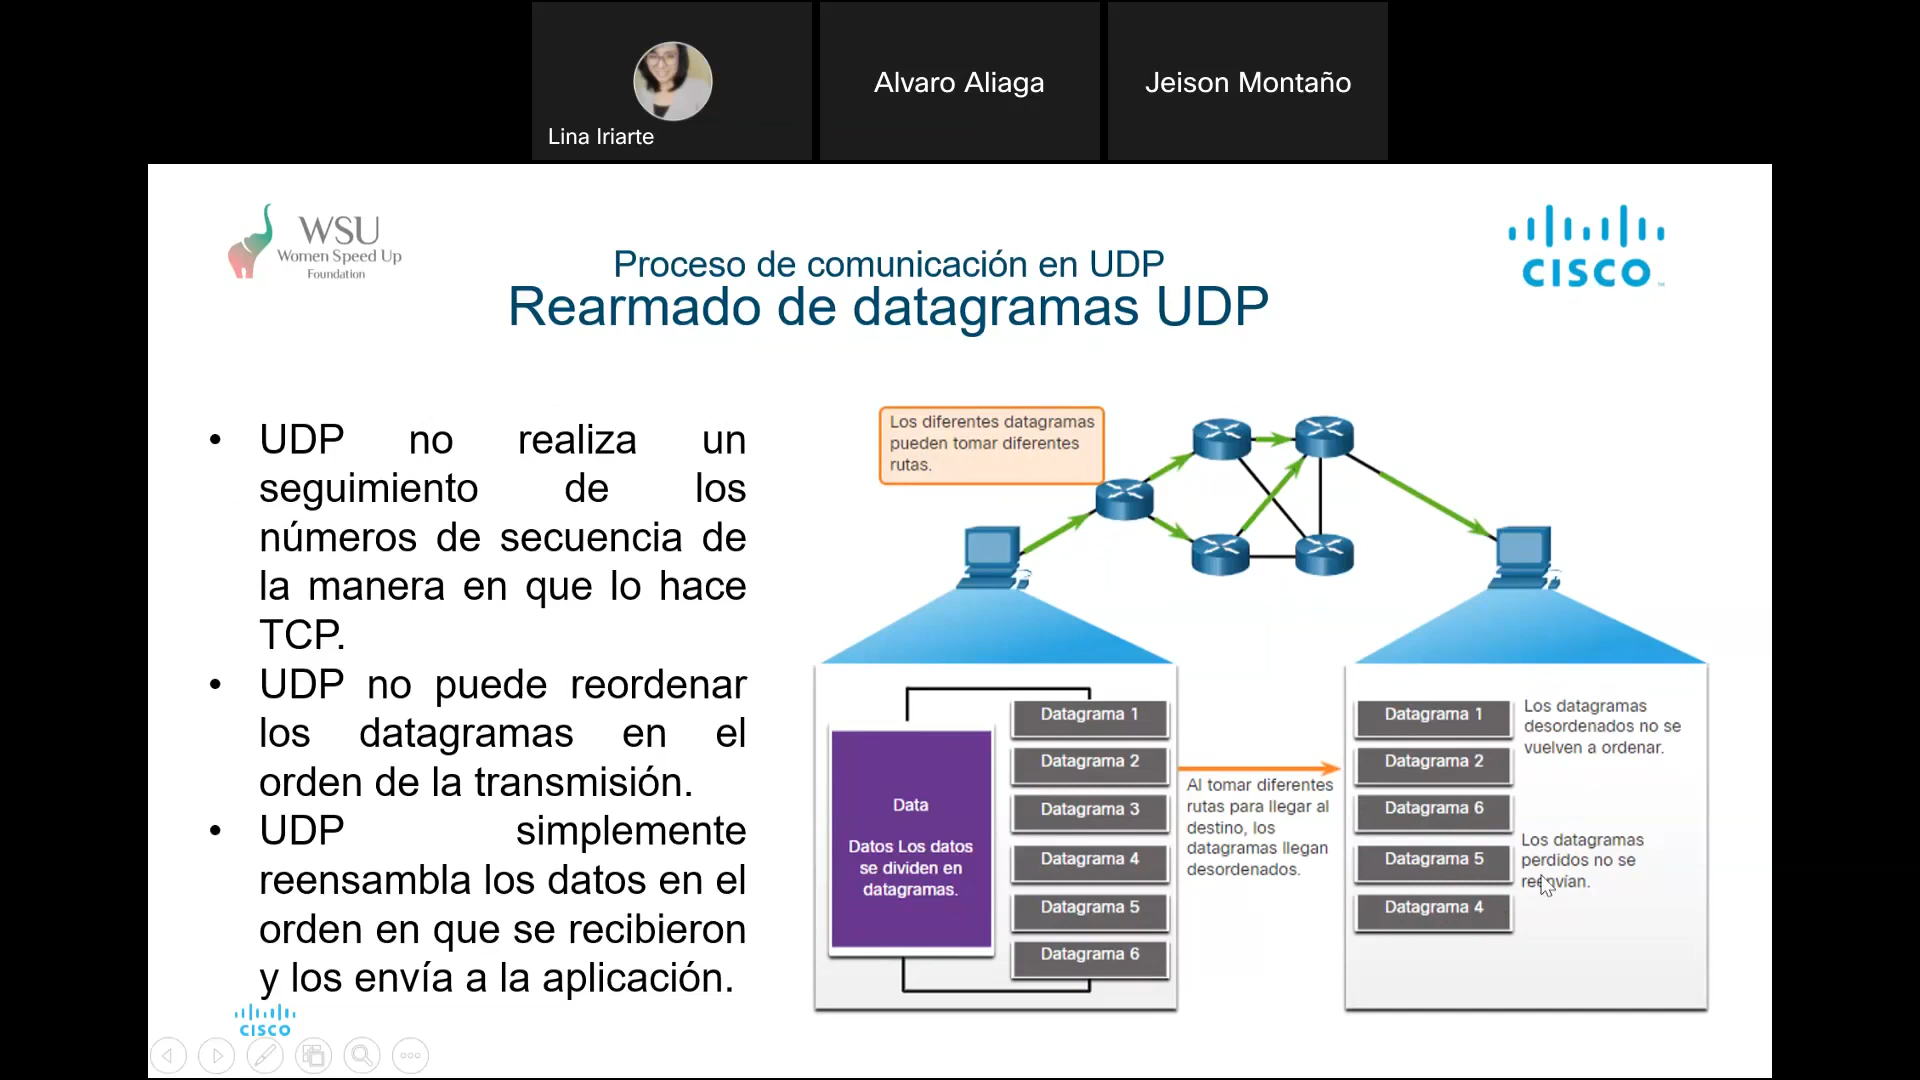 Lina Iriarte
Alvaro Aliaga
Jeison Montaño
WSU
Women Speed Up
Foundation
CISCO
Proceso de comunicación en UDP
Rearmado de datagramas UDP
• UDP no realiza un
seguimiento de los
números de secuencia de
la manera en que lo hace
TCP.
• UDP no puede reordenar
los datagramas en el
orden de la transmisión.
• UDP simplemente
reensambla los datos en el
orden en que se recibieron
y los envía a la aplicación.
Los diferentes datagramas
pueden tomar diferentes
rutas.
Data
Datos Los datos
se dividen en
datagramas.
Datagrama 1
Datagrama 2
Datagrama 3
Datagrama 4
Datagrama 5
Datagrama 6
Al tomar diferentes
rutas para llegar al
destino, los
datagramas llegan
desordenados.
Datagrama 1
Datagrama 2
Datagrama 6
Datagrama 5
Datagrama 4
Los datagramas
desordenados no se
vuelven a ordenar.
Los datagramas
perdidos no se
reenvían.
CISCO